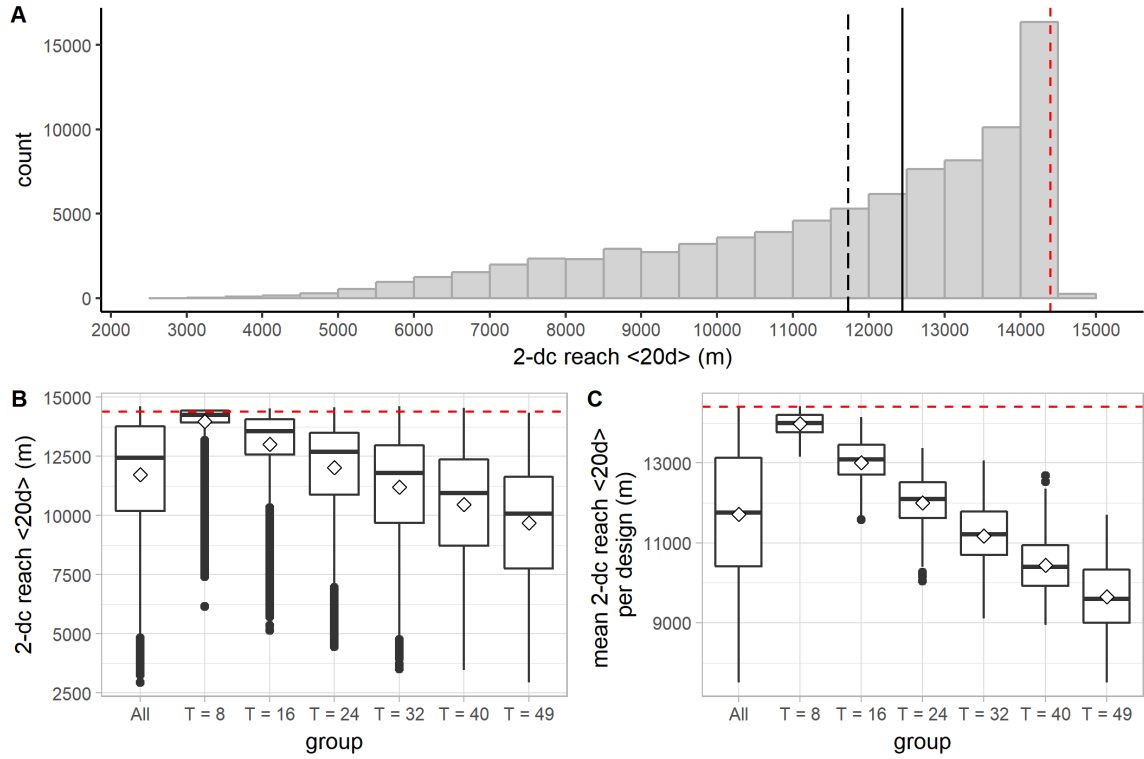 A
15000
10000
5000
0
count
2000 3000 4000 5000 6000 7000 8000 9000 10000 11000 12000 13000 14000 15000
2-dc reach <20d> (m)
B
15000
12500
10000
7500
5000
2500
2-dc reach <20d> (m)
All T = 8 T = 16 T = 24 T = 32 T = 40 T = 49
group
C
13000
11000
9000
mean 2-dc reach <20d>
per design (m)
All T = 8 T = 16 T = 24 T = 32 T = 40 T = 49
group